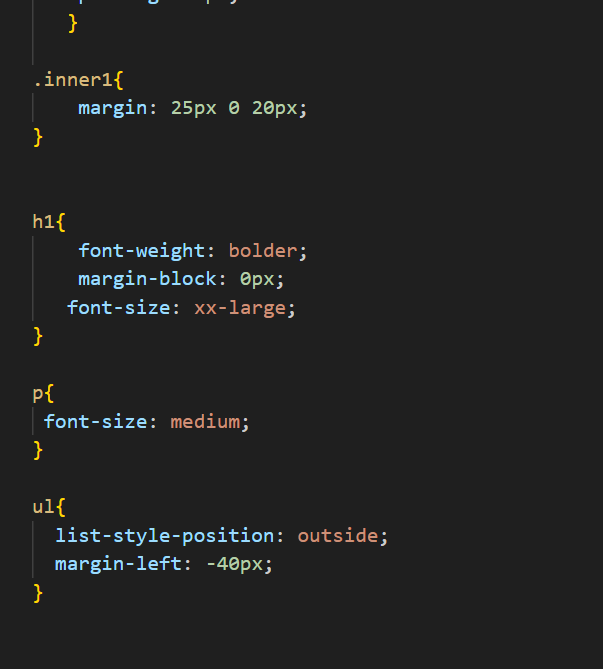 }
.inner1{
margin: 25px 0 20px;
}
h1{
font-weight: bolder;
margin-block: 0px;
font-size: xx-large;
}
p{
font-size: medium;
}
ul{
list-style-position: outside;
margin-left: -40px;
}